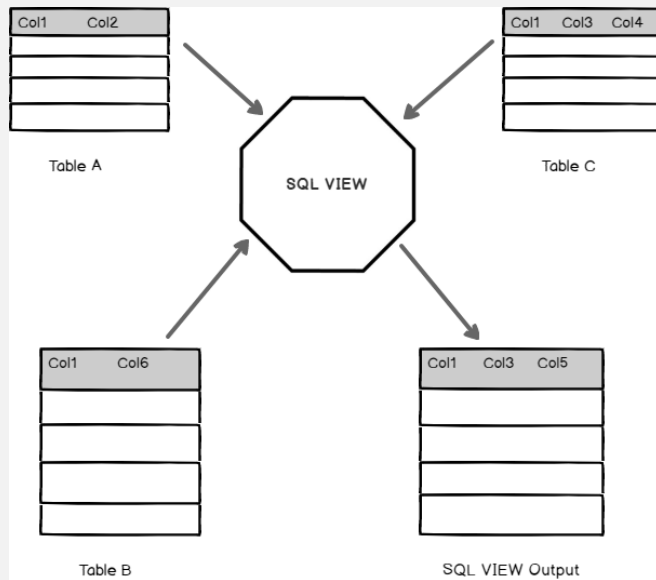 Col1 Col2
Col1 Col3 Col4
Table A
Table C
SQL VIEW
Col1 Col6
Col1 Col3 Col5
Table B
SQL VIEW Output